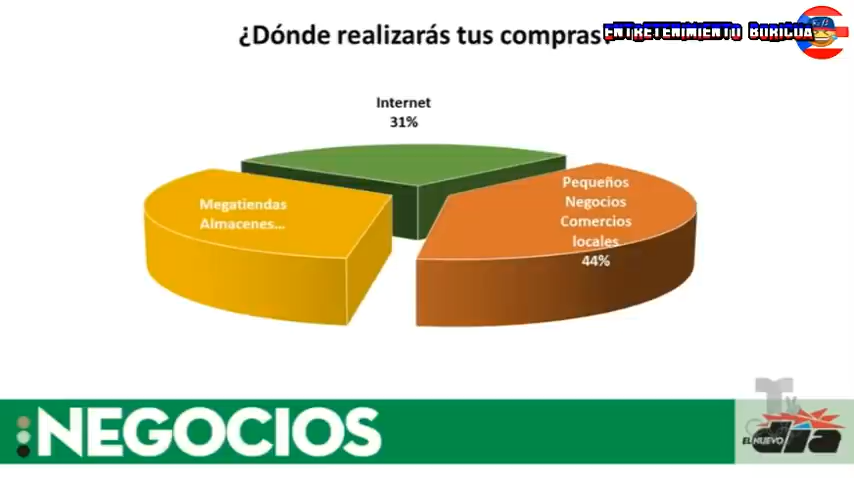 ¿Dónde realizarás tus compras?
ENTRETENIMIENTO BORICUA
Internet
31%
Megatiendas
Almacenes...
Pequeños
Negocios
Comercios
locales
44%
NEGOCIOS
EL NUEVO
día